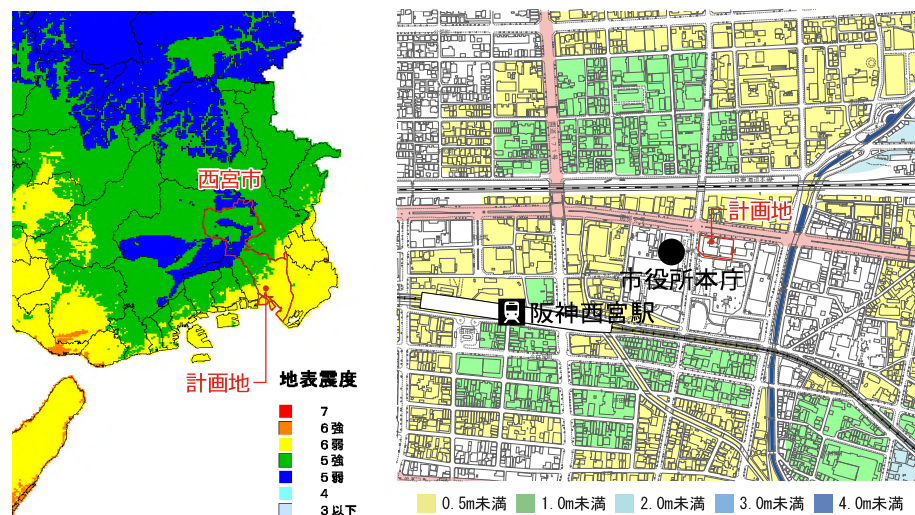 西宮市
計画地
地表震度
7
6強
6弱
5強
5弱
4
3以下
計画地
市役所本庁
阪神西宮駅
0.5m未満
1.0m未満
2.0m未満
3.0m未満
4.0m未満